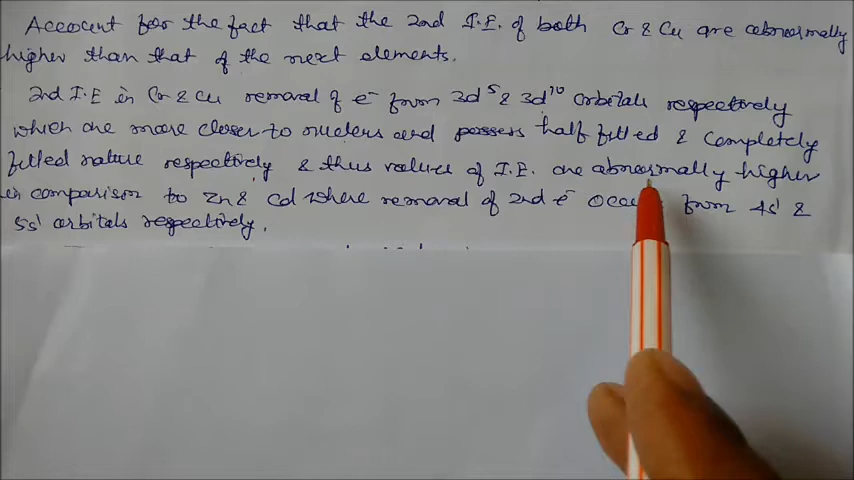 Account for the fact that the 2nd I.E. of both Cr & Cu are abnormally
higher than that of the next elements.
2nd I.E in Cr & Cu removal of e⁻ from 3d⁵ & 3d¹⁰ orbitals respectively
which are more closer to nucleus and possess half filled & completely
filled nature respectively & thus values of I.E. are abnormally higher
in comparison to Zn & Cd where removal of 2nd e⁻ from 4s¹ &
5s¹ orbitals respectively.